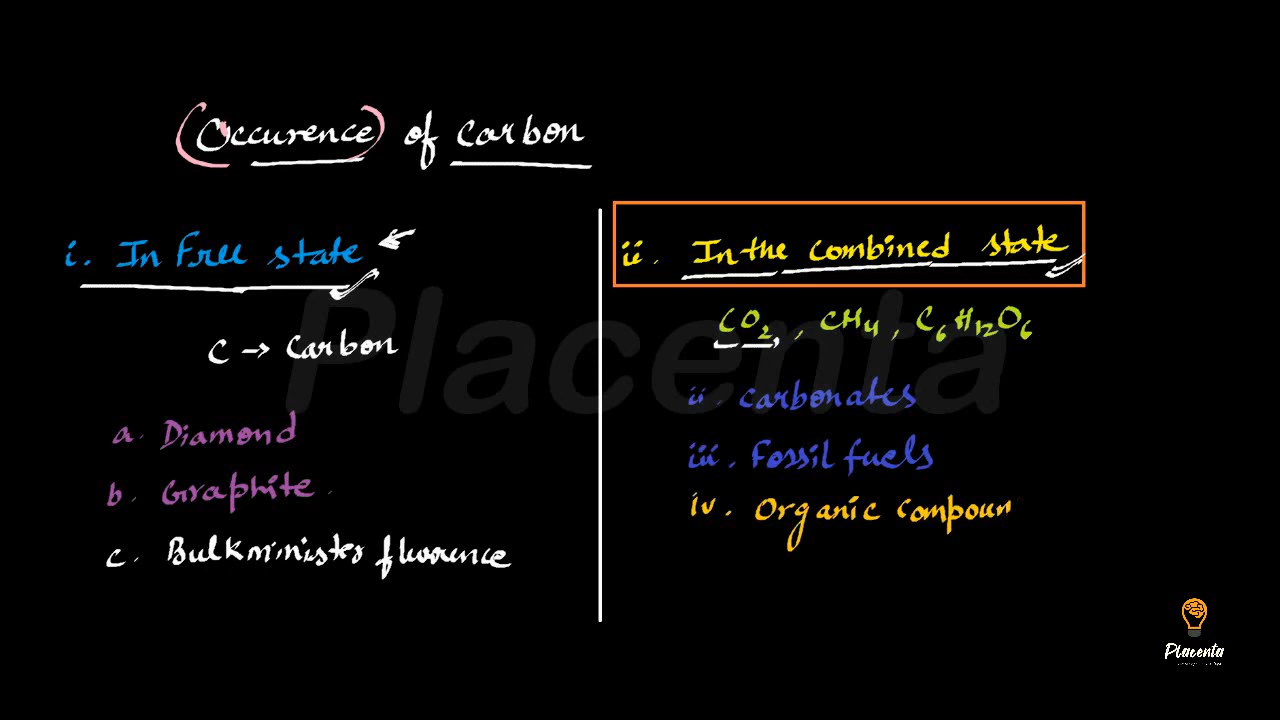 (Occurence) of carbon
i. In free state
C → Carbon
a. Diamond
b. Graphite
c. Bulkminister fluorence
ii. In the combined state
CO₂, CH₄, C₆H₁₂O₆
ii. carbonates
iii. Fossil fuels
iv. Organic compoun
Placenta
Placenta